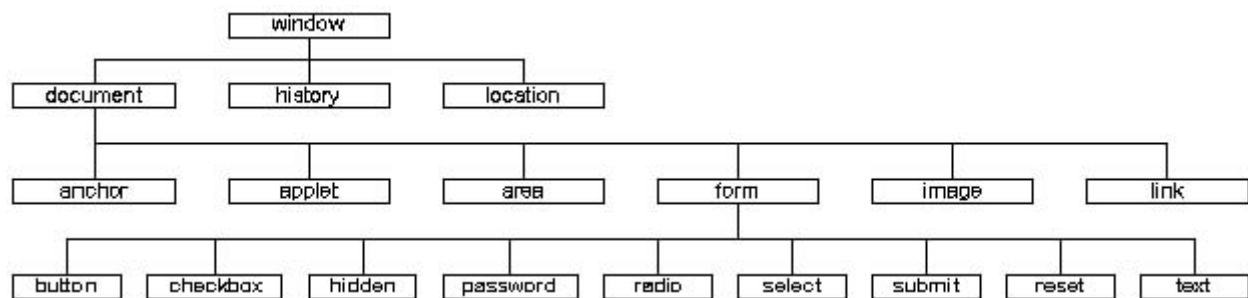 window
document history location
anchor applet area form image link
button checkbox hidden password radio select submit reset text